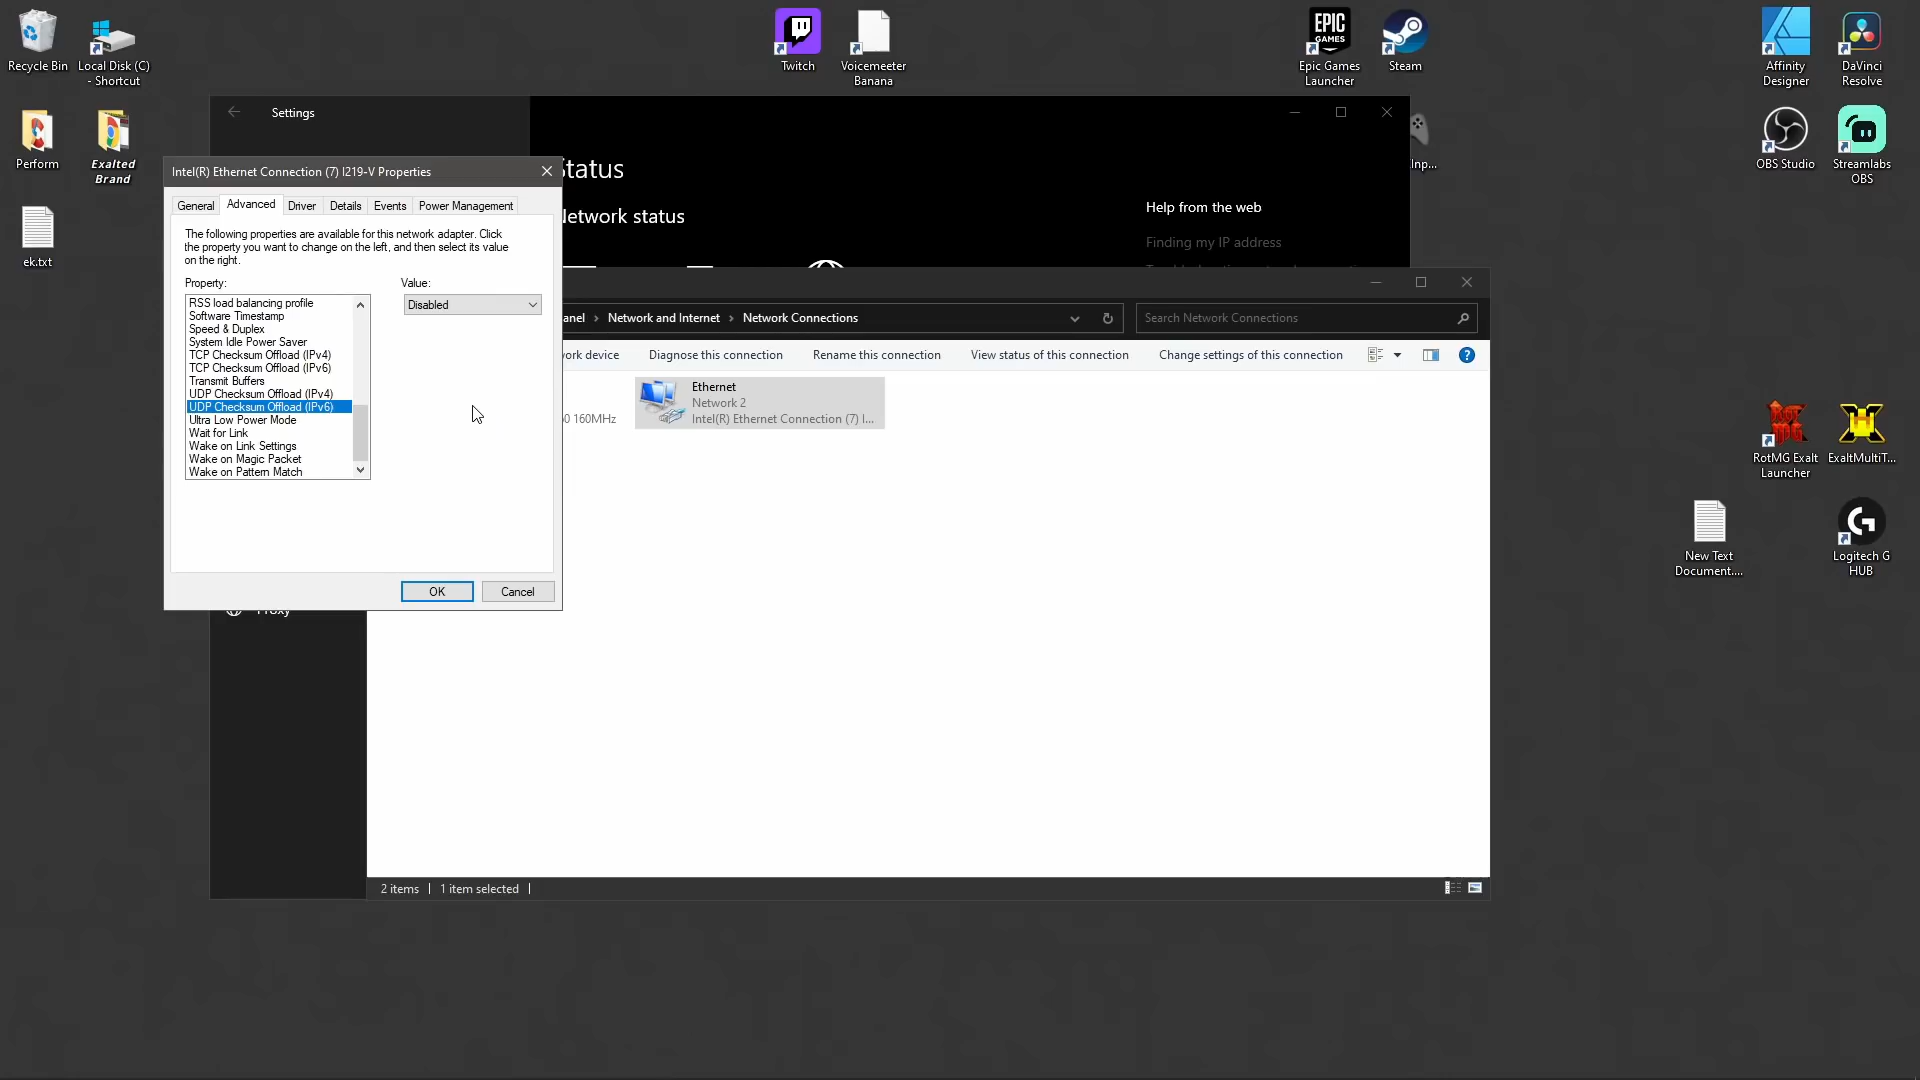 Recycle Bin
Local Disk (C)
- Shortcut
Twitch
Voicemeeter
Banana
EPIC
GAMES
Epic Games
Launcher
Steam
Affinity
Designer
DaVinci
Resolve
Perform
Exalted
Brand
OBS Studio
Streamlabs
OBS
ek.txt
Inp...
Settings
Status
Network status
Help from the web
Finding my IP address
Intel(R) Ethernet Connection (7) I219-V Properties
General
Advanced
Driver
Details
Events
Power Management
The following properties are available for this network adapter. Click
the property you want to change on the left, and then select its value
on the right.
Property:
Value:
RSS load balancing profile
Software Timestamp
Speed & Duplex
System Idle Power Saver
TCP Checksum Offload (IPv4)
TCP Checksum Offload (IPv6)
Transmit Buffers
UDP Checksum Offload (IPv4)
UDP Checksum Offload (IPv6)
Ultra Low Power Mode
Wait for Link
Wake on Link Settings
Wake on Magic Packet
Wake on Pattern Match
Disabled
OK
Cancel
Proxy
anel
Network and Internet
Network Connections
Search Network Connections
work device
Diagnose this connection
Rename this connection
View status of this connection
Change settings of this connection
Ethernet
Network 2
Intel(R) Ethernet Connection (7) I...
60 160MHz
2 items
1 item selected
RotMG Exalt
Launcher
ExaltMultiT...
New Text
Document....
Logitech G
HUB